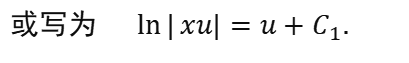 或写为 ln | xu| = u + C₁.